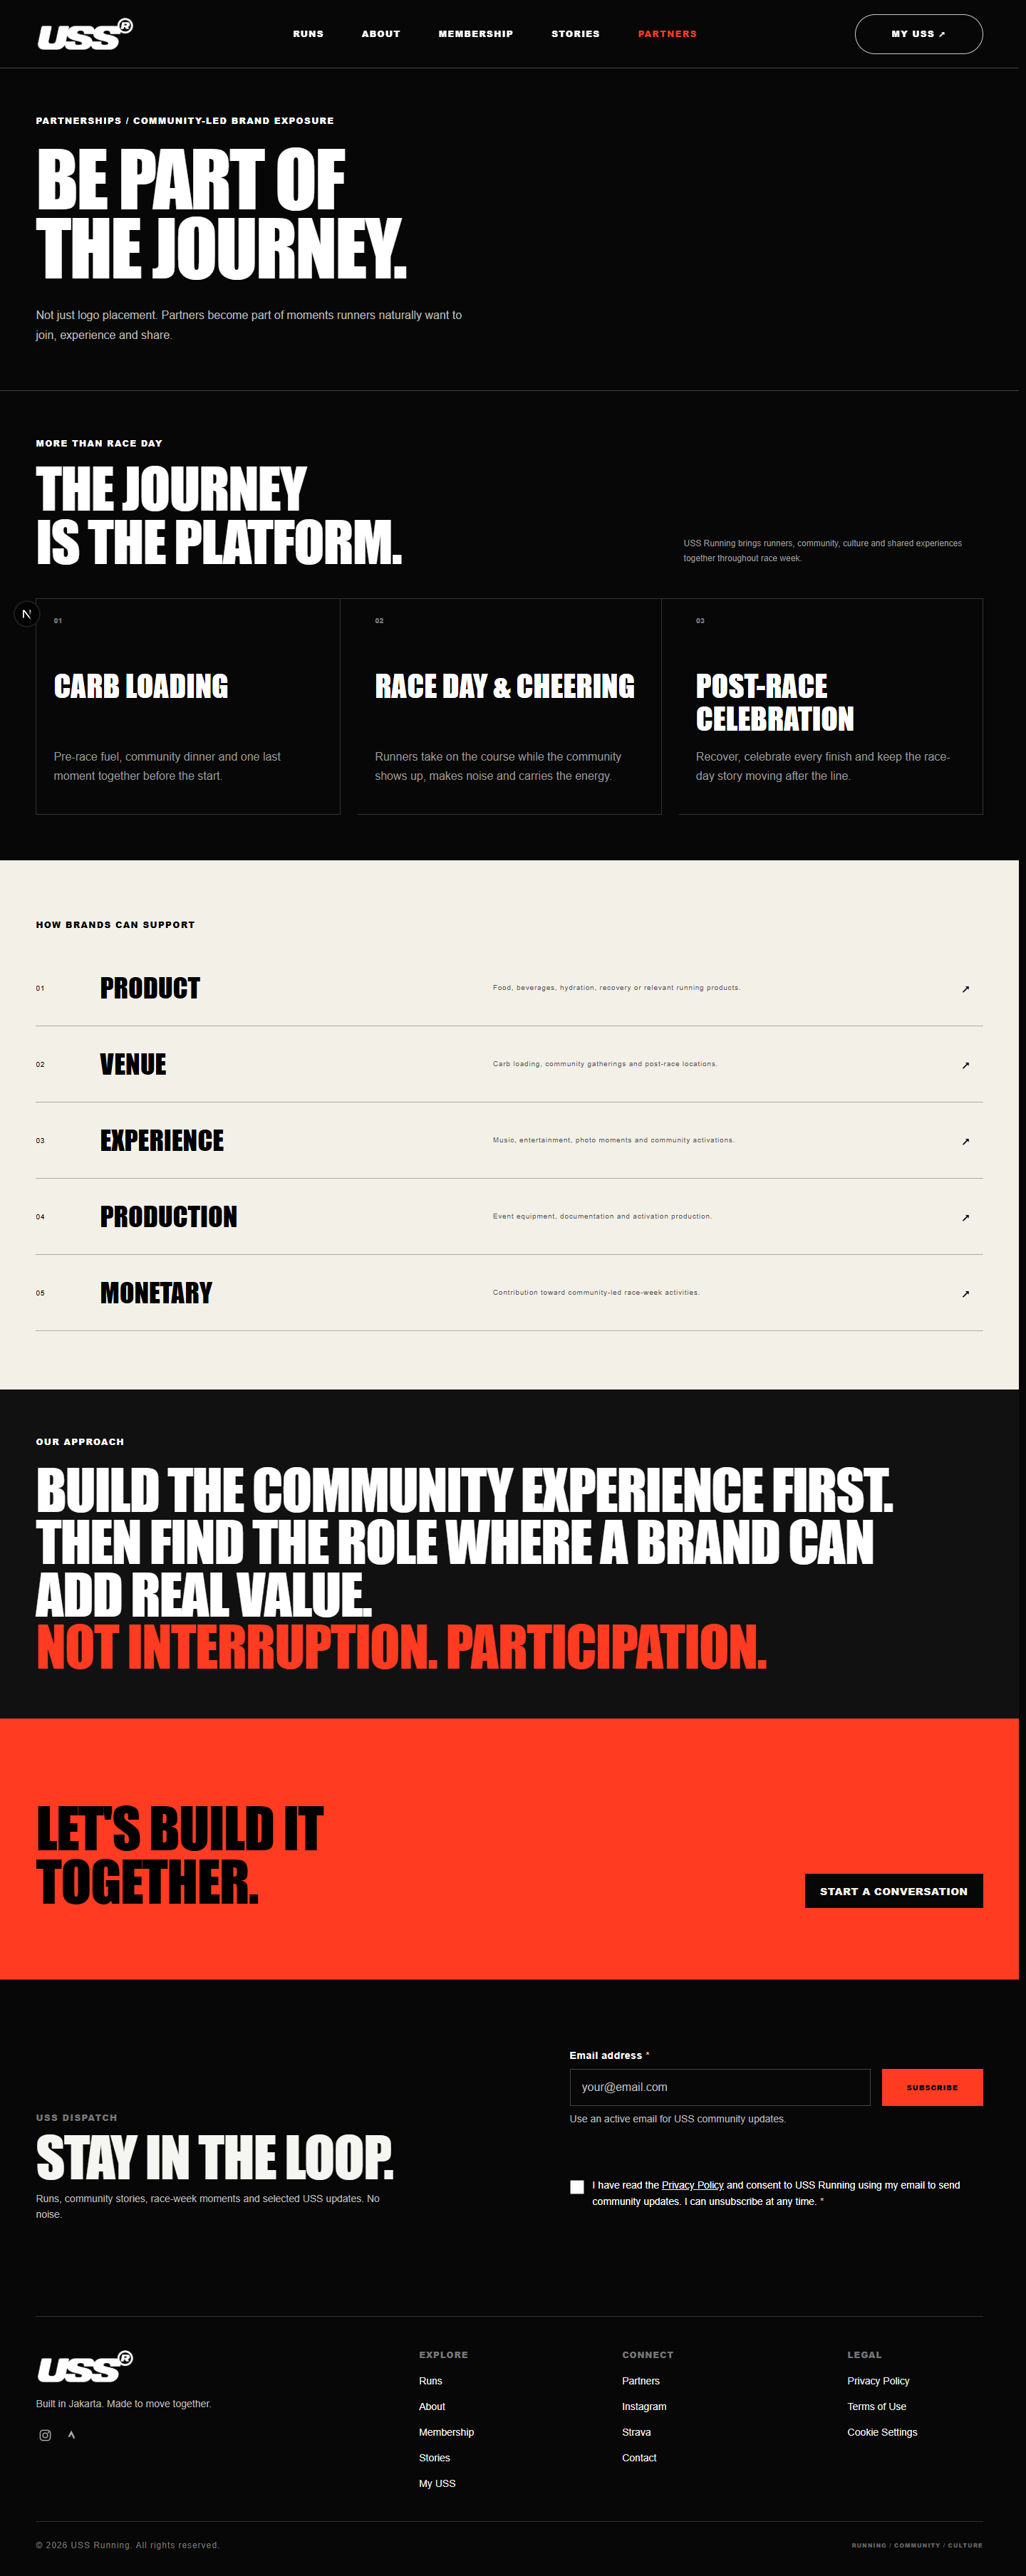 USS®
RUNS
ABOUT
MEMBERSHIP
STORIES
PARTNERS
MY USS ↗
PARTNERSHIPS / COMMUNITY-LED BRAND EXPOSURE
BE PART OF
THE JOURNEY.
Not just logo placement. Partners become part of moments runners naturally want to
join, experience and share.
MORE THAN RACE DAY
THE JOURNEY
IS THE PLATFORM.
USS Running brings runners, community, culture and shared experiences
together throughout race week.
N
01
CARB LOADING
Pre-race fuel, community dinner and one last
moment together before the start.
02
RACE DAY & CHEERING
Runners take on the course while the community
shows up, makes noise and carries the energy.
03
POST-RACE
CELEBRATION
Recover, celebrate every finish and keep the race-
day story moving after the line.
HOW BRANDS CAN SUPPORT
01
PRODUCT
Food, beverages, hydration, recovery or relevant running products.
↗
02
VENUE
Carb loading, community gatherings and post-race locations.
↗
03
EXPERIENCE
Music, entertainment, photo moments and community activations.
↗
04
PRODUCTION
Event equipment, documentation and activation production.
↗
05
MONETARY
Contribution toward community-led race-week activities.
↗
OUR APPROACH
BUILD THE COMMUNITY EXPERIENCE FIRST.
THEN FIND THE ROLE WHERE A BRAND CAN
ADD REAL VALUE.
NOT INTERRUPTION. PARTICIPATION.
LET'S BUILD IT
TOGETHER.
START A CONVERSATION
USS DISPATCH
STAY IN THE LOOP.
Runs, community stories, race-week moments and selected USS updates. No
noise.
Email address *
your@email.com
SUBSCRIBE
Use an active email for USS community updates.
I have read the Privacy Policy and consent to USS Running using my email to send
community updates. I can unsubscribe at any time. *
USS®
Built in Jakarta. Made to move together.
EXPLORE
Runs
About
Membership
Stories
My USS
CONNECT
Partners
Instagram
Strava
Contact
LEGAL
Privacy Policy
Terms of Use
Cookie Settings
© 2026 USS Running. All rights reserved.
RUNNING / COMMUNITY / CULTURE